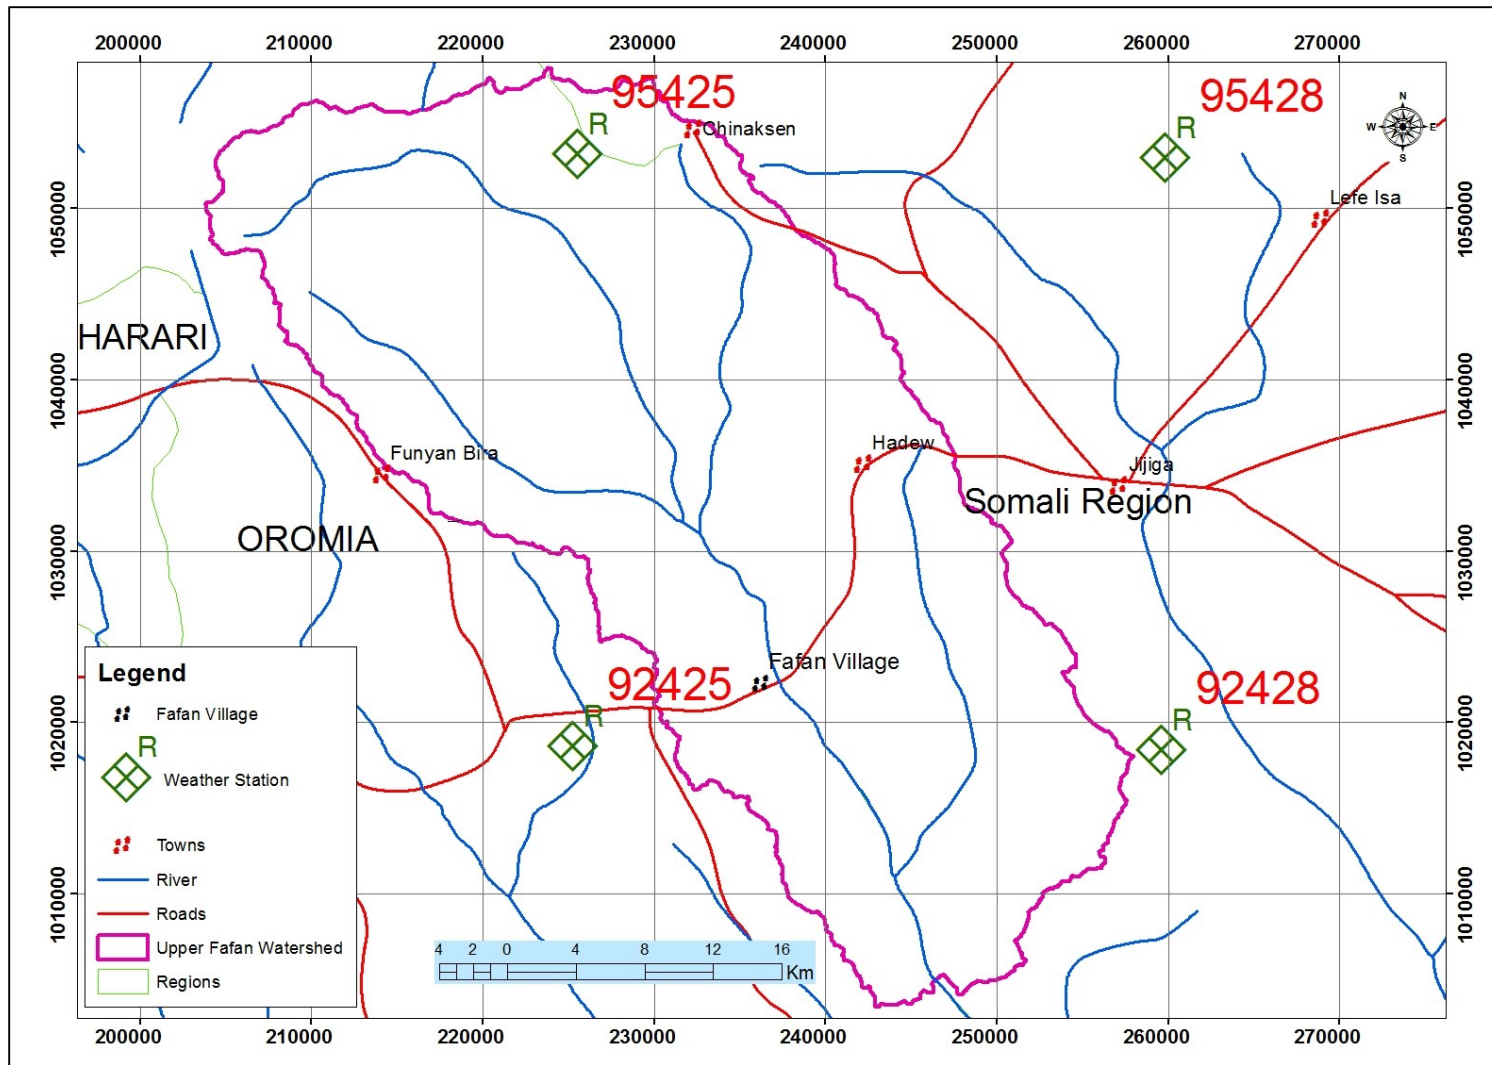 200000 210000 220000 230000 240000 250000 260000 270000
95425
95428
R
R
Chinaksen
N
W E
S
Lefe Isa
1050000
1050000
HARARI
1040000
1040000
Hadew
Funyan Bira
Jijiga
Somali Region
OROMIA
1030000
1030000
Fafan Village
92425
92428
R
R
1020000
1020000
1010000
1010000
Legend
Fafan Village
R
Weather Station
Towns
River
Roads
Upper Fafan Watershed
Regions
4 2 0 4 8 12 16
Km
200000 210000 220000 230000 240000 250000 260000 270000